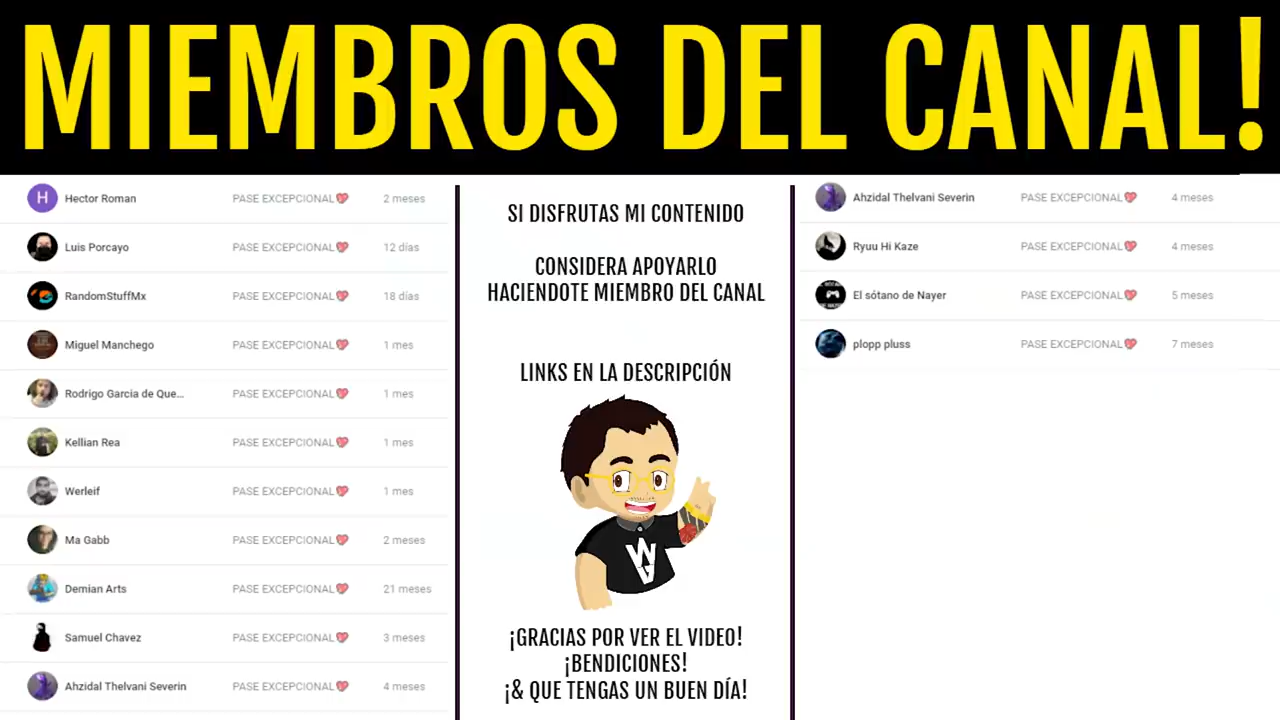 MIEMBROS DEL CANAL!
H Hector Roman PASE EXCEPCIONAL💖 2 meses
Luis Porcayo PASE EXCEPCIONAL💖 12 días
RandomStuffMx PASE EXCEPCIONAL💖 18 días
Miguel Manchego PASE EXCEPCIONAL💖 1 mes
Rodrigo Garcia de Que... PASE EXCEPCIONAL💖 1 mes
Kellian Rea PASE EXCEPCIONAL💖 1 mes
Werleif PASE EXCEPCIONAL💖 1 mes
Ma Gabb PASE EXCEPCIONAL💖 2 meses
Demian Arts PASE EXCEPCIONAL💖 21 meses
Samuel Chavez PASE EXCEPCIONAL💖 3 meses
Ahzidal Thelvani Severin PASE EXCEPCIONAL💖 4 meses
SI DISFRUTAS MI CONTENIDO
CONSIDERA APOYARLO
HACIENDOTE MIEMBRO DEL CANAL
LINKS EN LA DESCRIPCIÓN
¡GRACIAS POR VER EL VIDEO!
¡BENDICIONES!
¡& QUE TENGAS UN BUEN DÍA!
Ahzidal Thelvani Severin PASE EXCEPCIONAL💖 4 meses
Ryuu Hi Kaze PASE EXCEPCIONAL💖 4 meses
El sótano de Nayer PASE EXCEPCIONAL💖 5 meses
plopp pluss PASE EXCEPCIONAL💖 7 meses